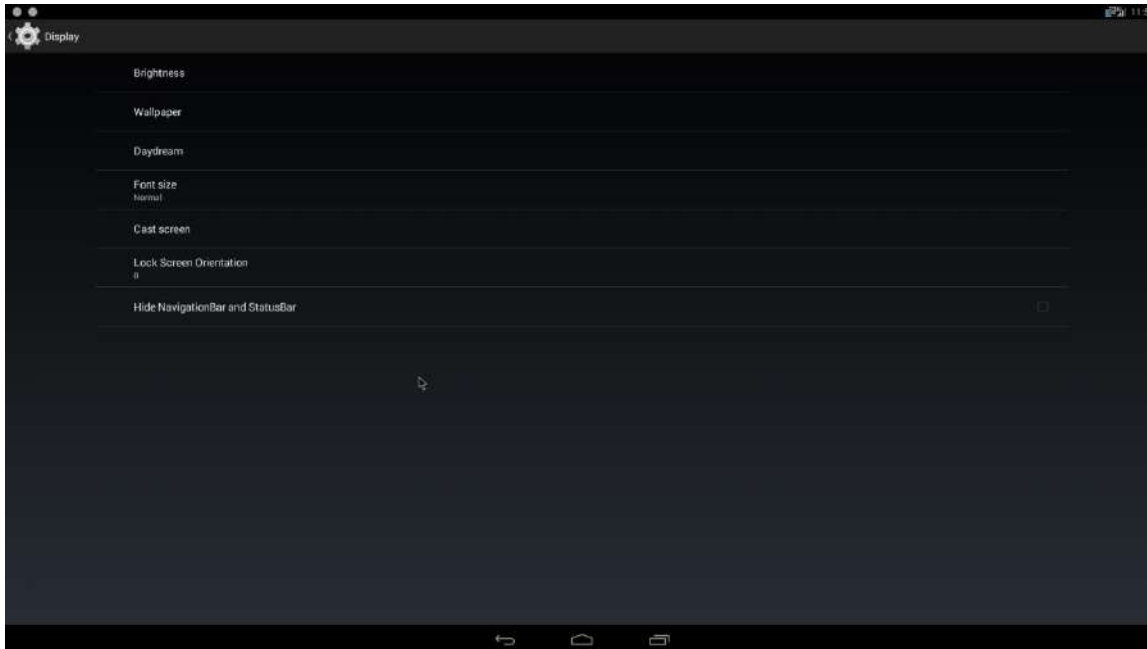 Display
Brightness
Wallpaper
Daydream
Font size
Normal
Cast screen
Lock Screen Orientation
0
Hide NavigationBar and StatusBar